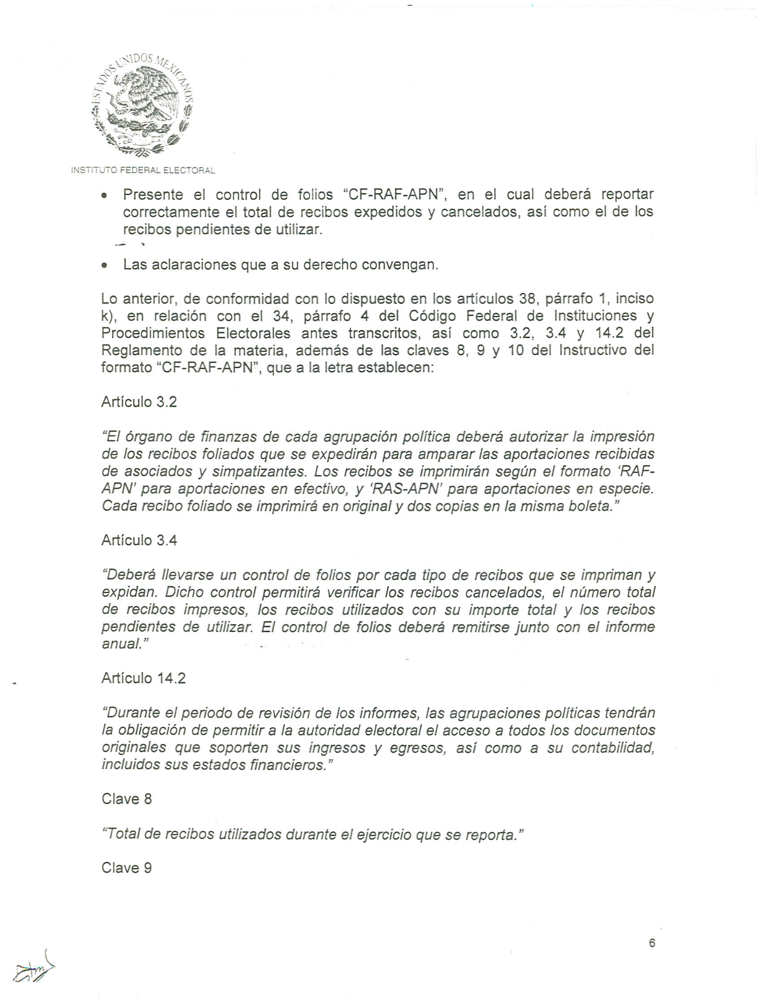 ESTADOS UNIDOS MEXICANOS
INSTITUTO FEDERAL ELECTORAL
• Presente el control de folios “CF-RAF-APN”, en el cual deberá reportar
correctamente el total de recibos expedidos y cancelados, así como el de los
recibos pendientes de utilizar.
• Las aclaraciones que a su derecho convengan.
Lo anterior, de conformidad con lo dispuesto en los artículos 38, párrafo 1, inciso
k), en relación con el 34, párrafo 4 del Código Federal de Instituciones y
Procedimientos Electorales antes transcritos, así como 3.2, 3.4 y 14.2 del
Reglamento de la materia, además de las claves 8, 9 y 10 del Instructivo del
formato “CF-RAF-APN”, que a la letra establecen:
Artículo 3.2
“El órgano de finanzas de cada agrupación política deberá autorizar la impresión
de los recibos foliados que se expedirán para amparar las aportaciones recibidas
de asociados y simpatizantes. Los recibos se imprimirán según el formato ‘RAF-
APN’ para aportaciones en efectivo, y ‘RAS-APN’ para aportaciones en especie.
Cada recibo foliado se imprimirá en original y dos copias en la misma boleta.”
Artículo 3.4
“Deberá llevarse un control de folios por cada tipo de recibos que se impriman y
expidan. Dicho control permitirá verificar los recibos cancelados, el número total
de recibos impresos, los recibos utilizados con su importe total y los recibos
pendientes de utilizar. El control de folios deberá remitirse junto con el informe
anual.”
Artículo 14.2
“Durante el periodo de revisión de los informes, las agrupaciones políticas tendrán
la obligación de permitir a la autoridad electoral el acceso a todos los documentos
originales que soporten sus ingresos y egresos, así como a su contabilidad,
incluidos sus estados financieros.”
Clave 8
“Total de recibos utilizados durante el ejercicio que se reporta.”
Clave 9
6